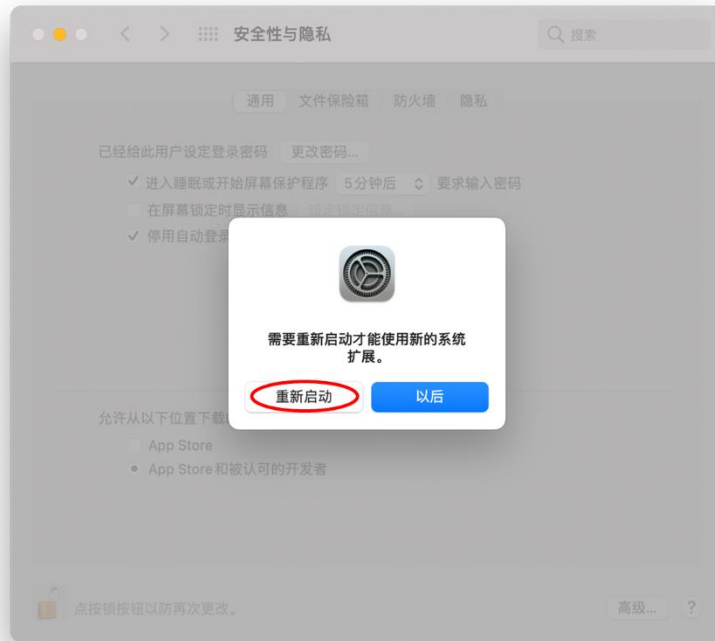 安全性与隐私
搜索
通用 文件保险箱 防火墙 隐私
已经给此用户设定登录密码 更改密码...
进入睡眠或开始屏幕保护程序 5分钟后 要求输入密码
在屏幕锁定时显示信息 设定锁定信息...
停用自动登录
需要重新启动才能使用新的系统
扩展。
重新启动 以后
允许从以下位置下载
App Store
App Store和被认可的开发者
点按锁按钮以防再次更改。
高级... ?